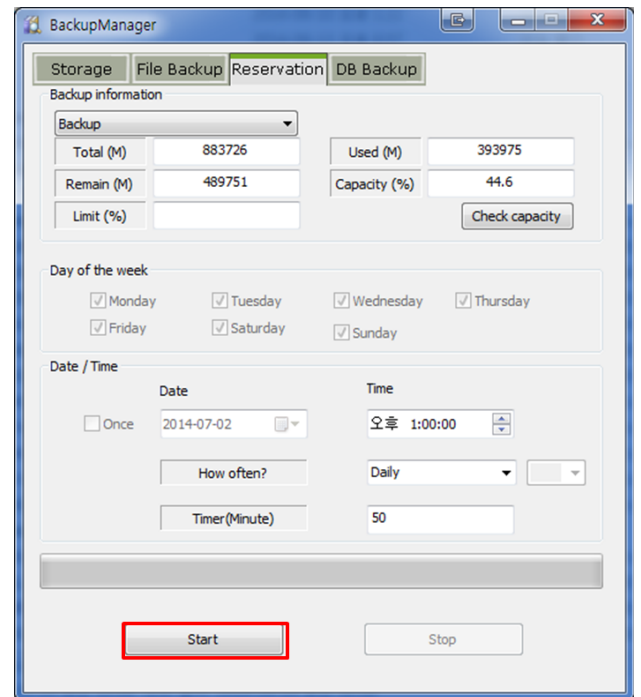 BackupManager
Storage File Backup Reservation DB Backup
Backup information
Backup
Total (M) 883726 Used (M) 393975
Remain (M) 489751 Capacity (%) 44.6
Limit (%) Check capacity
Day of the week
Monday Tuesday Wednesday Thursday
Friday Saturday Sunday
Date / Time
Date Time
Once 2014-07-02 오후 1:00:00
How often? Daily
Timer(Minute) 50
Start Stop